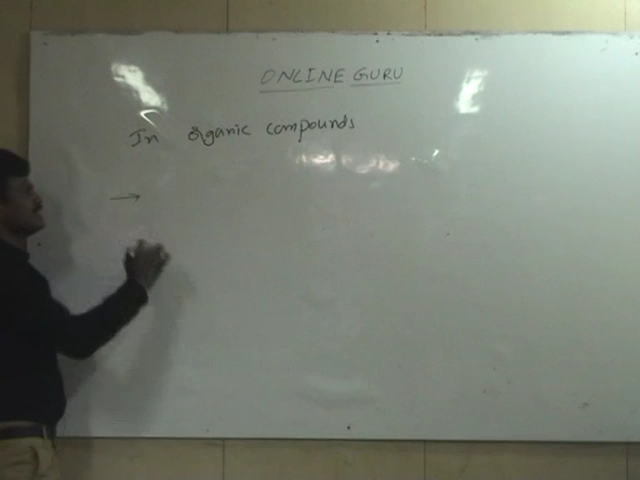 ONLINE GURU
In organic compounds
→